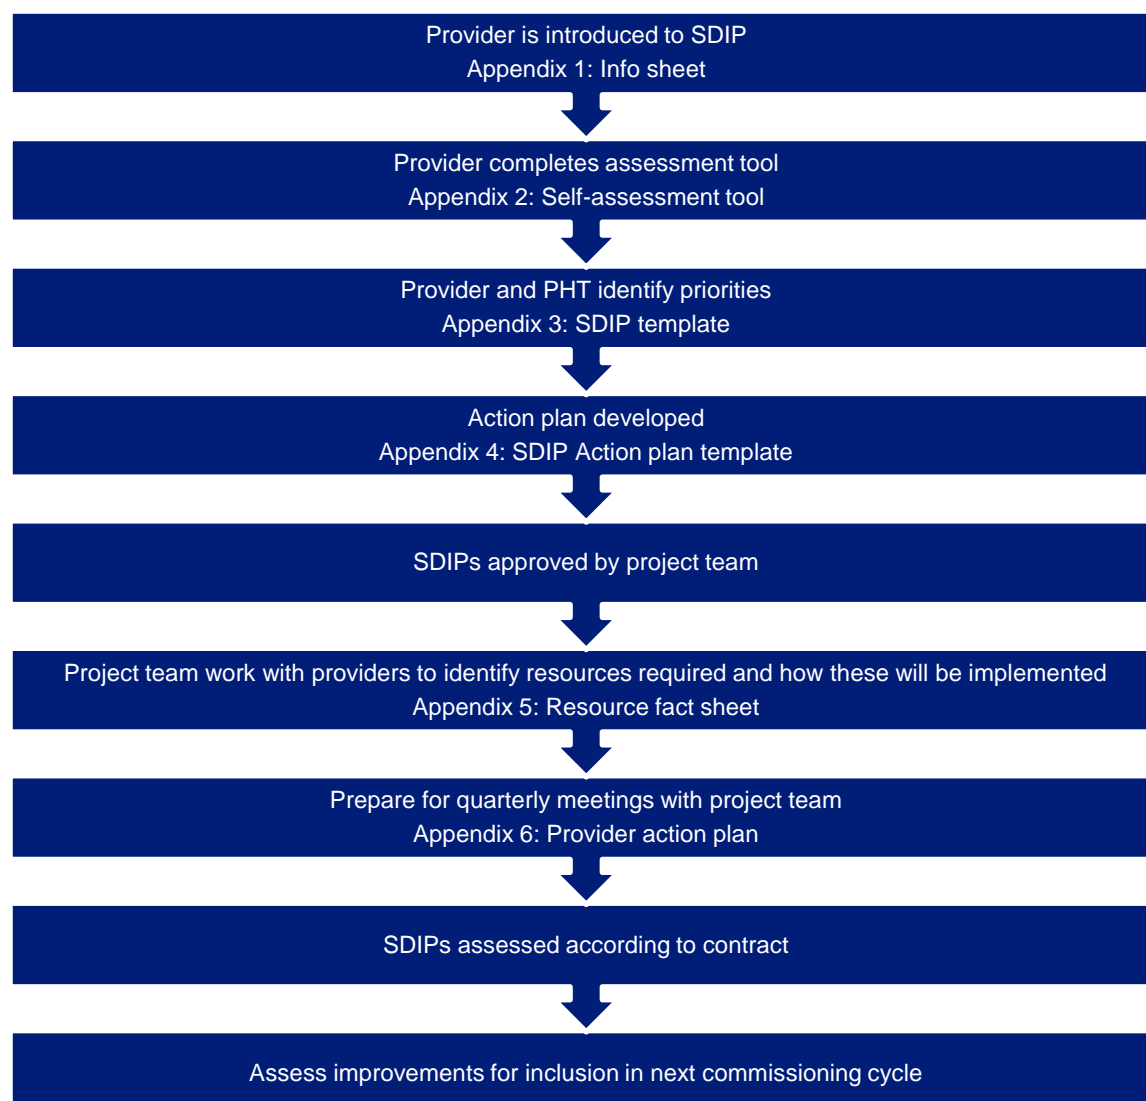 Provider is introduced to SDIP
Appendix 1: Info sheet
Provider completes assessment tool
Appendix 2: Self-assessment tool
Provider and PHT identify priorities
Appendix 3: SDIP template
Action plan developed
Appendix 4: SDIP Action plan template
SDIPs approved by project team
Project team work with providers to identify resources required and how these will be implemented
Appendix 5: Resource fact sheet
Prepare for quarterly meetings with project team
Appendix 6: Provider action plan
SDIPs assessed according to contract
Assess improvements for inclusion in next commissioning cycle